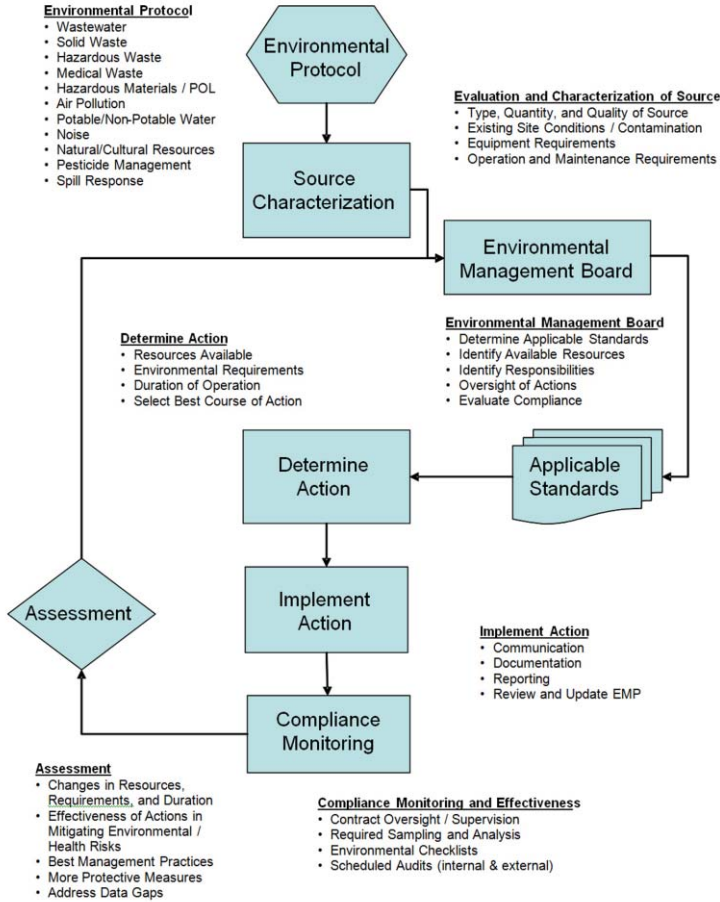 Environmental Protocol
• Wastewater
• Solid Waste
• Hazardous Waste
• Medical Waste
• Hazardous Materials / POL
• Air Pollution
• Potable/Non-Potable Water
• Noise
• Natural/Cultural Resources
• Pesticide Management
• Spill Response
Environmental
Protocol
Evaluation and Characterization of Source
• Type, Quantity, and Quality of Source
• Existing Site Conditions / Contamination
• Equipment Requirements
• Operation and Maintenance Requirements
Source
Characterization
Environmental
Management Board
Determine Action
• Resources Available
• Environmental Requirements
• Duration of Operation
• Select Best Course of Action
Environmental Management Board
• Determine Applicable Standards
• Identify Available Resources
• Identify Responsibilities
• Oversight of Actions
• Evaluate Compliance
Determine
Action
Applicable
Standards
Assessment
Implement
Action
Implement Action
• Communication
• Documentation
• Reporting
• Review and Update EMP
Compliance
Monitoring
Assessment
• Changes in Resources,
Requirements, and Duration
• Effectiveness of Actions in
Mitigating Environmental /
Health Risks
• Best Management Practices
• More Protective Measures
• Address Data Gaps
Compliance Monitoring and Effectiveness
• Contract Oversight / Supervision
• Required Sampling and Analysis
• Environmental Checklists
• Scheduled Audits (internal & external)